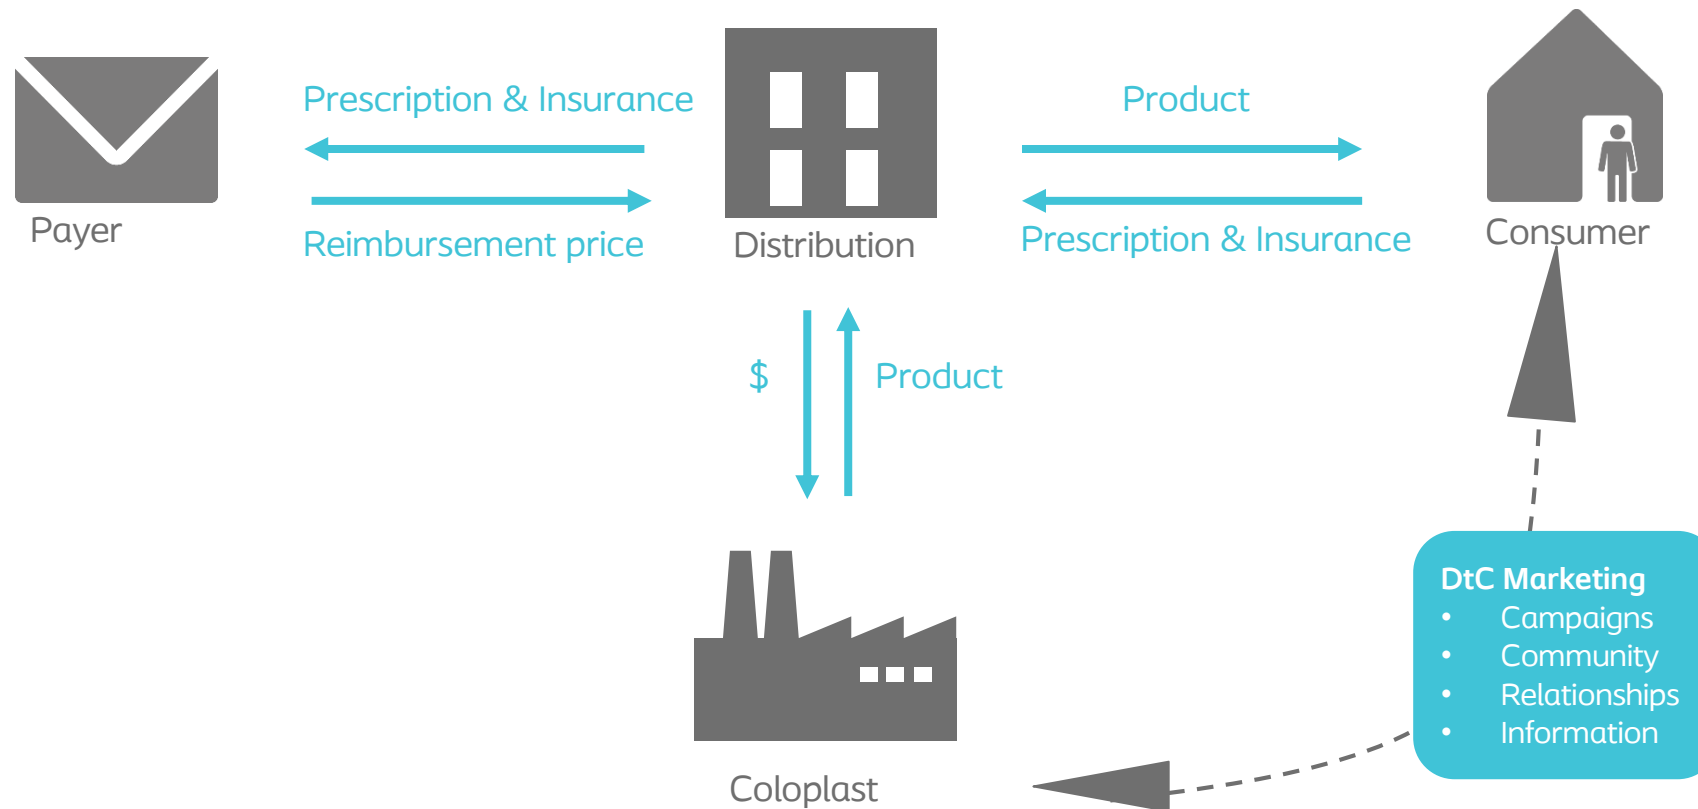 Prescription & Insurance
Product
Payer
Reimbursement price
Distribution
Prescription & Insurance
Consumer
$
Product
DtC Marketing
• Campaigns
• Community
• Relationships
• Information
Coloplast